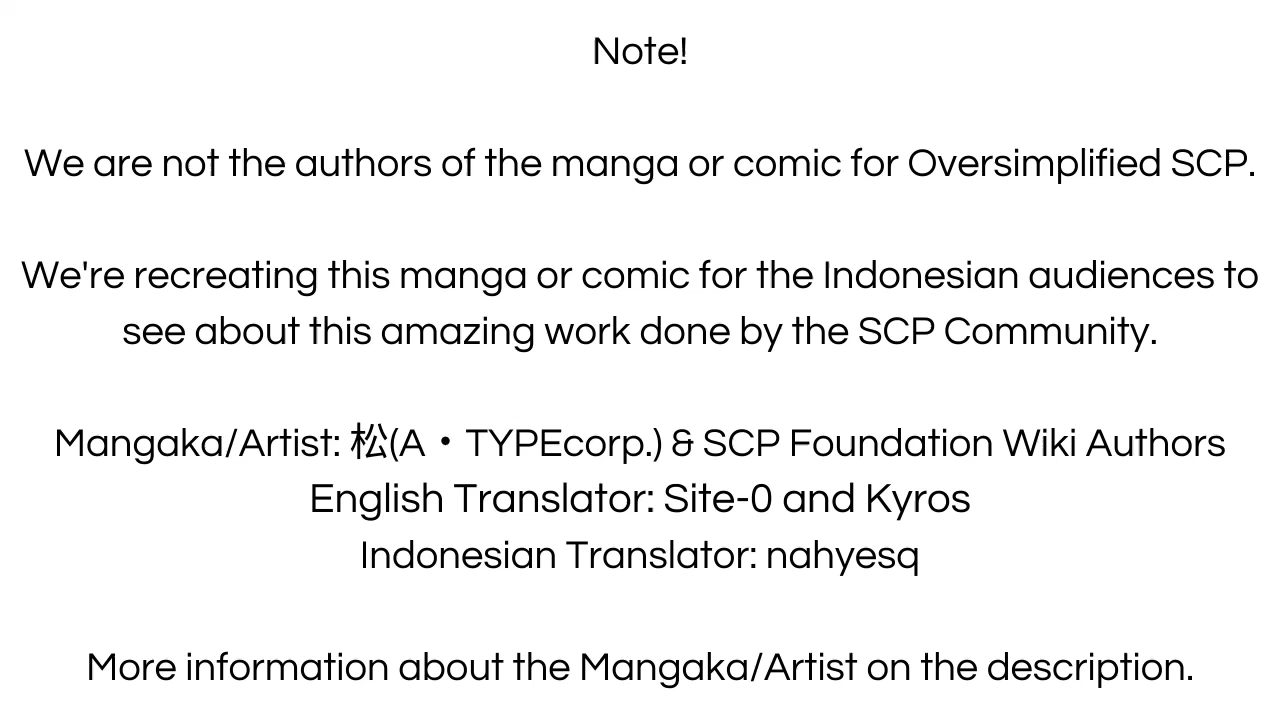 Note!
We are not the authors of the manga or comic for Oversimplified SCP.
We're recreating this manga or comic for the Indonesian audiences to
see about this amazing work done by the SCP Community.
Mangaka/Artist: 松(A・TYPEcorp.) & SCP Foundation Wiki Authors
English Translator: Site-0 and Kyros
Indonesian Translator: nahyesq
More information about the Mangaka/Artist on the description.